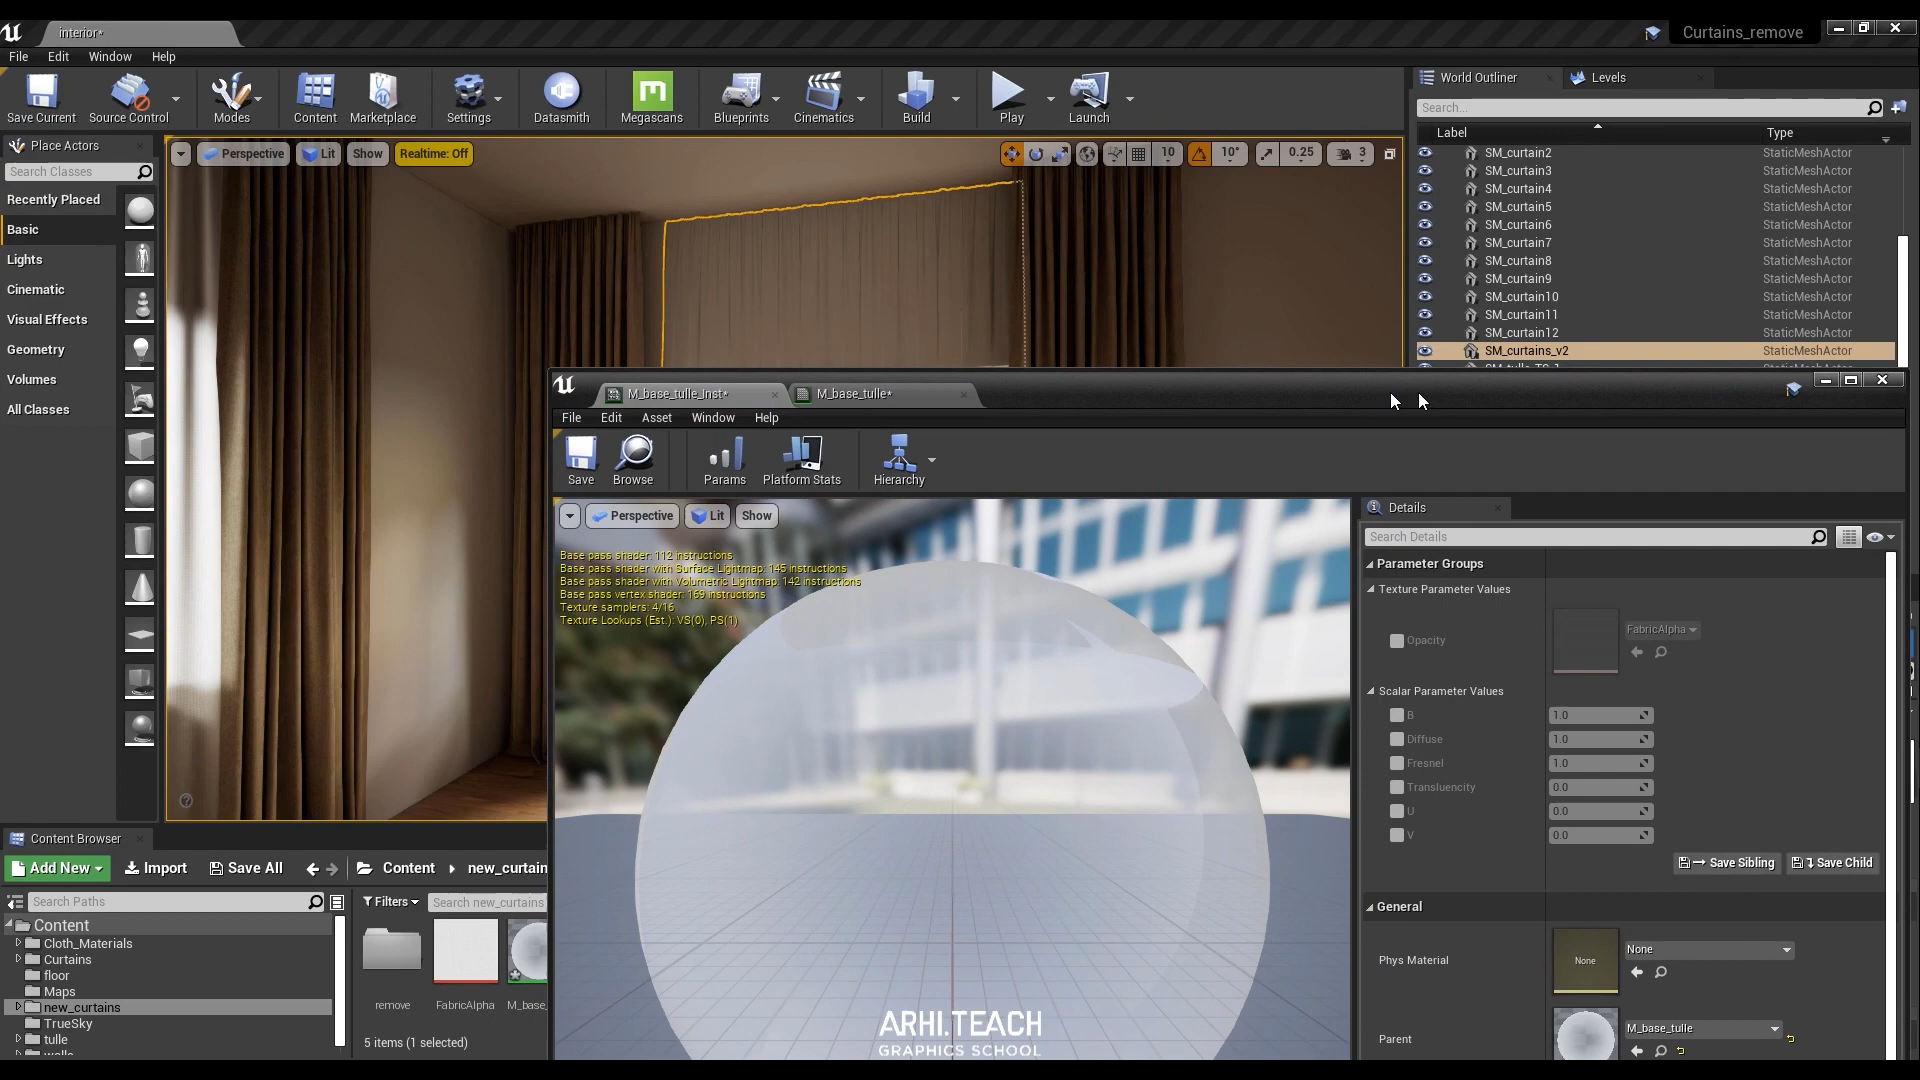 interior*
Curtains_remove
File Edit Window Help
Save Current Source Control Modes Content Marketplace Settings Datasmith Megascans Blueprints Cinematics Build Play Launch
Place Actors
Search Classes
Recently Placed
Basic
Lights
Cinematic
Visual Effects
Geometry
Volumes
All Classes
Perspective Lit Show Realtime: Off
10 10° 0.25 3
World Outliner Levels
Search...
Label Type
SM_curtain2 StaticMeshActor
SM_curtain3 StaticMeshActor
SM_curtain4 StaticMeshActor
SM_curtain5 StaticMeshActor
SM_curtain6 StaticMeshActor
SM_curtain7 StaticMeshActor
SM_curtain8 StaticMeshActor
SM_curtain9 StaticMeshActor
SM_curtain10 StaticMeshActor
SM_curtain11 StaticMeshActor
SM_curtain12 StaticMeshActor
SM_curtains_v2 StaticMeshActor
M_base_tulle_Inst* M_base_tulle*
File Edit Asset Window Help
Save Browse Params Platform Stats Hierarchy
Perspective Lit Show
Base pass shader: 112 instructions
Base pass shader with Surface Lightmap: 145 instructions
Base pass shader with Volumetric Lightmap: 142 instructions
Base pass vertex shader: 169 instructions
Texture samplers: 4/16
Texture Lookups (Est.): VS(0), PS(1)
Details
Search Details
Parameter Groups
Texture Parameter Values
Opacity FabricAlpha
Scalar Parameter Values
B 1.0
Diffuse 1.0
Fresnel 1.0
Transluencity 0.0
U 0.0
V 0.0
Save Sibling Save Child
General
Phys Material None None
Parent M_base_tulle
Content Browser
Add New Import Save All Content new_curtain
Search Paths
Filters Search new_curtains
Content
Cloth_Materials
Curtains
floor
Maps
new_curtains
TrueSky
tulle
remove FabricAlpha M_base_
5 items (1 selected)
ARHI.TEACH
GRAPHICS SCHOOL